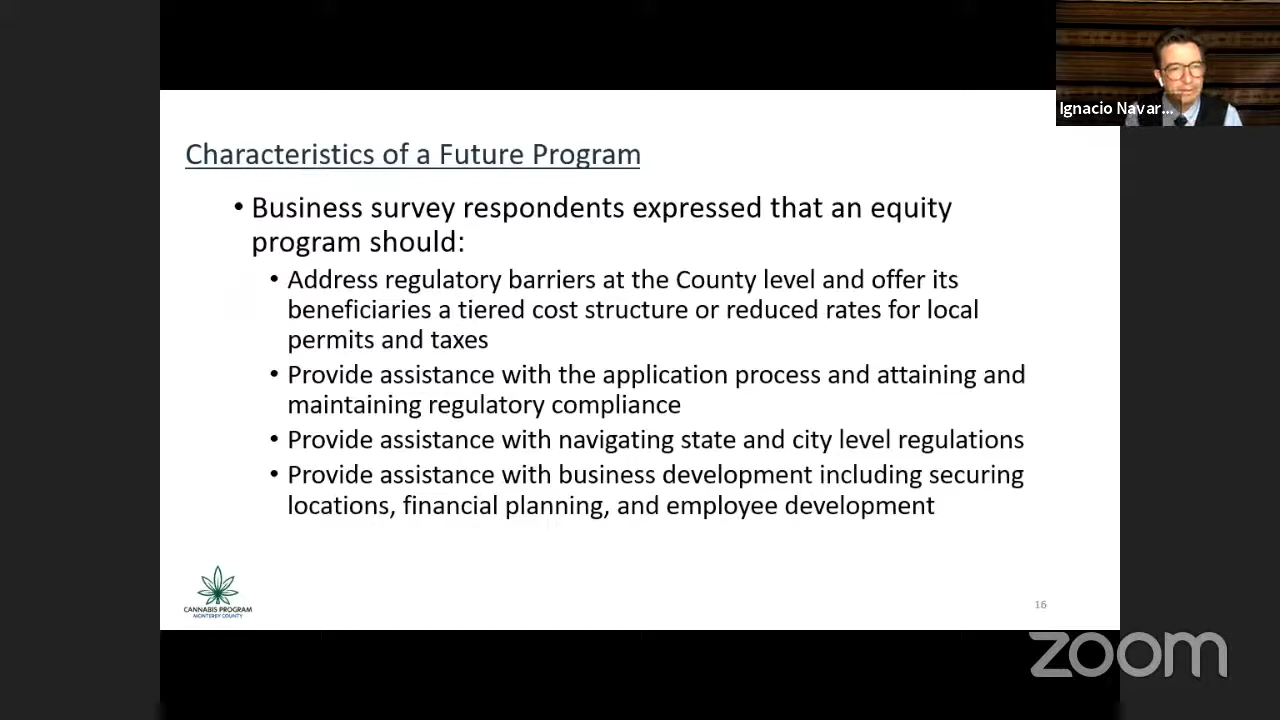 Ignacio Navar...
Characteristics of a Future Program
• Business survey respondents expressed that an equity
program should:
• Address regulatory barriers at the County level and offer its
beneficiaries a tiered cost structure or reduced rates for local
permits and taxes
• Provide assistance with the application process and attaining and
maintaining regulatory compliance
• Provide assistance with navigating state and city level regulations
• Provide assistance with business development including securing
locations, financial planning, and employee development
CANNABIS PROGRAM
MONTEREY COUNTY
16
zoom